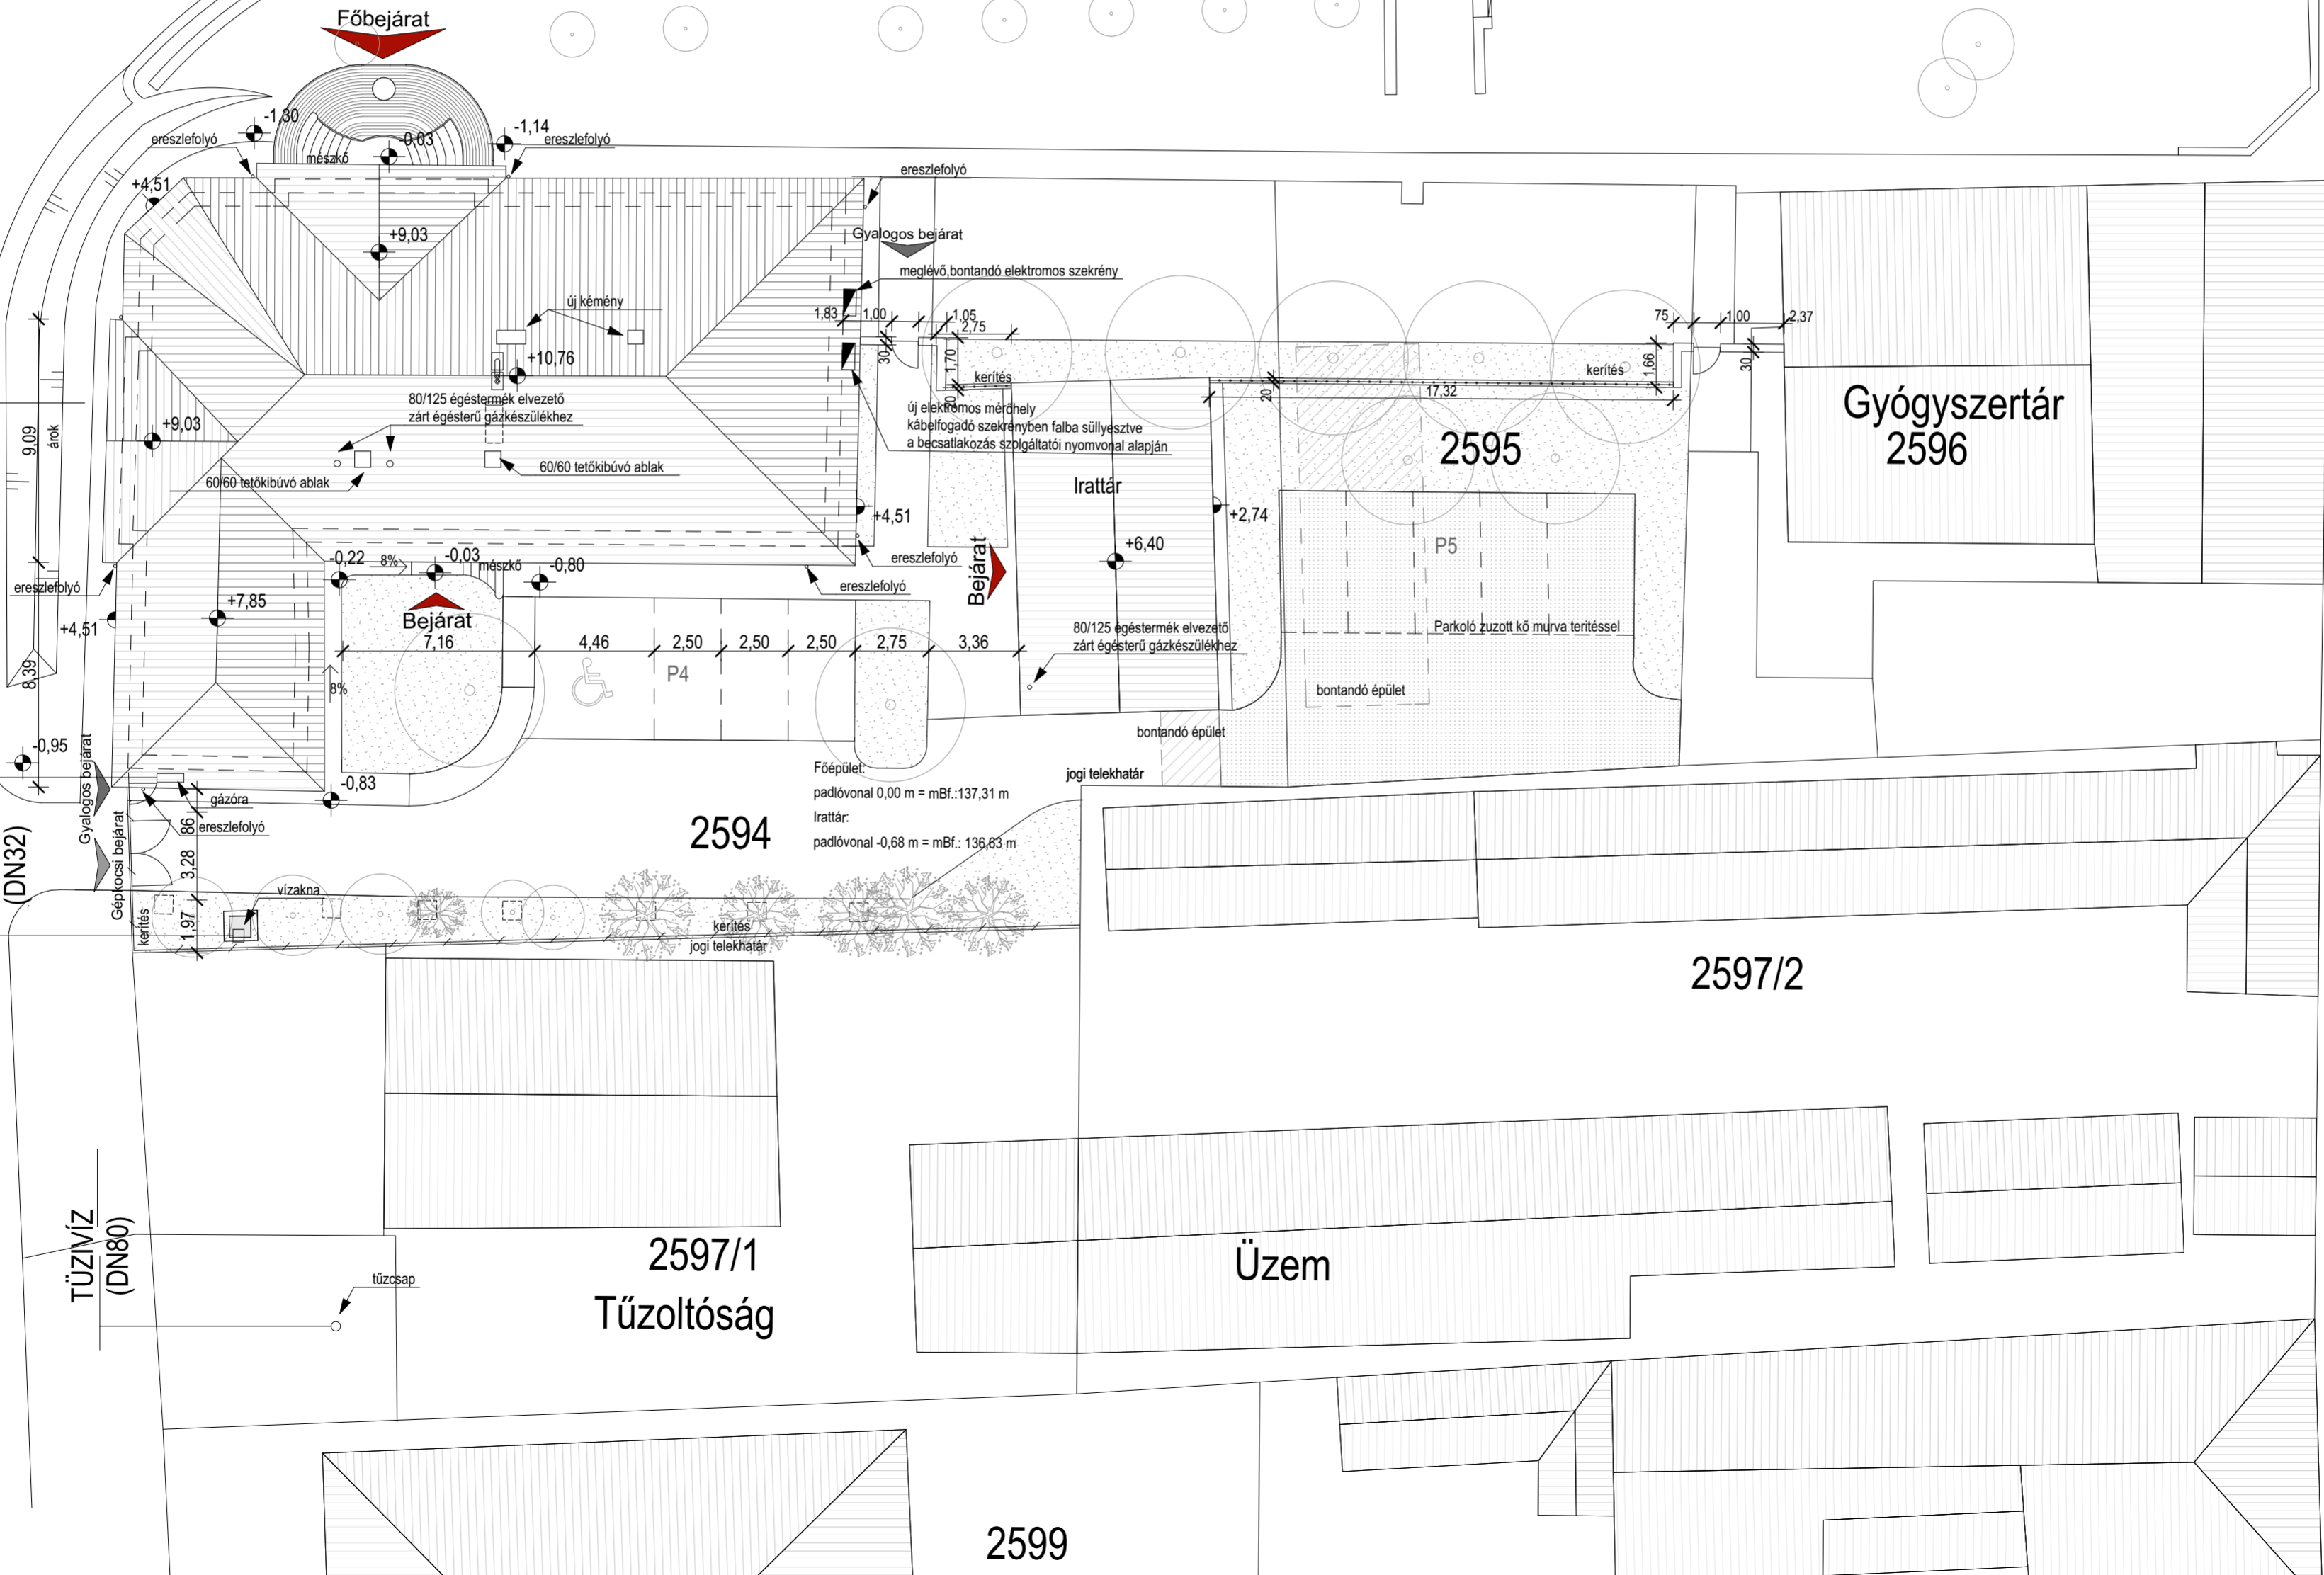 Főbejárat
-1,30
-1,14
-0,03
ereszlefolyó
ereszlefolyó
mészkő
ereszlefolyó
+4,51
+9,03
Gyalogos bejárat
meglévő,bontandó elektromos szekrény
új kémény
1,83
1,00
1,05
2,75
75
1,00
2,37
30
1,70
1,66
30
+10,76
kerítés
kerítés
20
20
17,32
80/125 égéstermék elvezető
zárt égésterű gázkészülékhez
új elektromos mérőhely
kábelfogadó szekrényben falba süllyesztve
a becsatlakozás szolgáltatói nyomvonal alapján
Gyógyszertár
2596
2595
9,09
árok
+9,03
60/60 tetőkibúvó ablak
60/60 tetőkibúvó ablak
Irattár
+4,51
+2,74
+6,40
P5
-0,22
8%
-0,03
mészkő
-0,80
ereszlefolyó
ereszlefolyó
Bejárat
ereszlefolyó
+4,51
+7,85
Bejárat
7,16
4,46
2,50
2,50
2,50
2,75
3,36
P4
80/125 égéstermék elvezető
zárt égésterű gázkészülékhez
Parkoló zuzott kő murva terítéssel
bontandó épület
bontandó épület
8,39
8%
-0,95
Gyalogos bejárat
-0,83
gázóra
ereszlefolyó
Főépület:
padlóvonal 0,00 m = mBf.:137,31 m
Irattár:
padlóvonal -0,68 m = mBf.: 136,63 m
jogi telekhatár
2594
(DN32)
Gépkocsi bejárat
86
3,28
1,97
kerítés
vízakna
kerítés
jogi telekhatár
2597/2
TÜZIVÍZ
(DN80)
tűzcsap
2597/1
Tűzoltóság
Üzem
2599